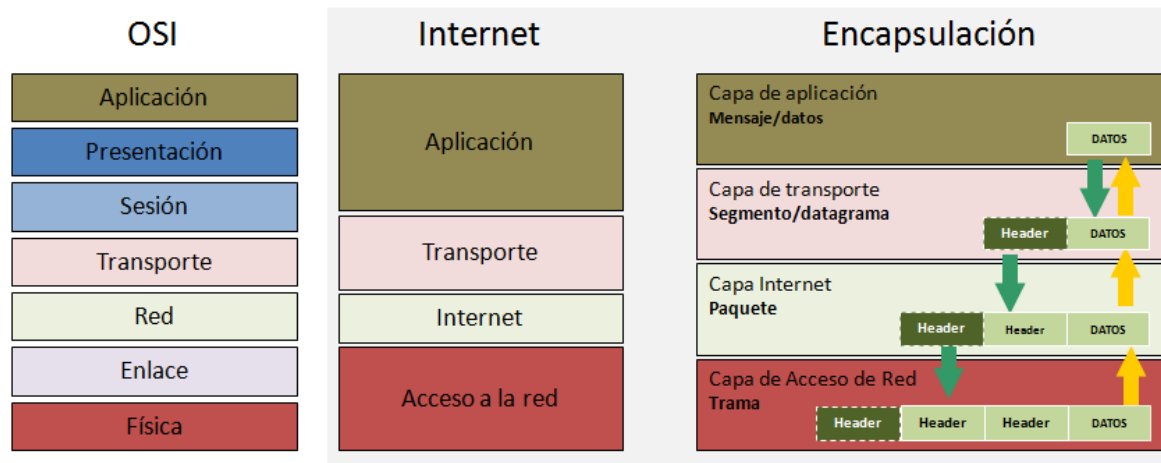 OSI
Internet
Encapsulación
Aplicación
Presentación
Sesión
Transporte
Red
Enlace
Física
Aplicación
Transporte
Internet
Acceso a la red
Capa de aplicación
Mensaje/datos
DATOS
Capa de transporte
Segmento/datagrama
Header DATOS
Capa Internet
Paquete
Header Header DATOS
Capa de Acceso de Red
Trama
Header Header Header DATOS